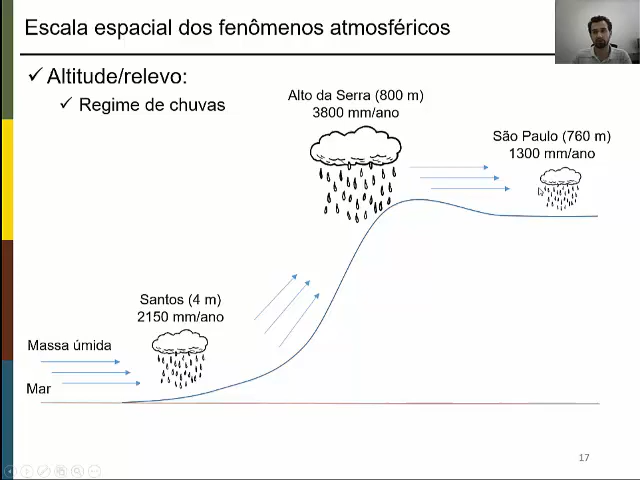 Escala espacial dos fenômenos atmosféricos
✓ Altitude/relevo:
✓ Regime de chuvas
Alto da Serra (800 m)
3800 mm/ano
São Paulo (760 m)
1300 mm/ano
Santos (4 m)
2150 mm/ano
Massa úmida
Mar
17